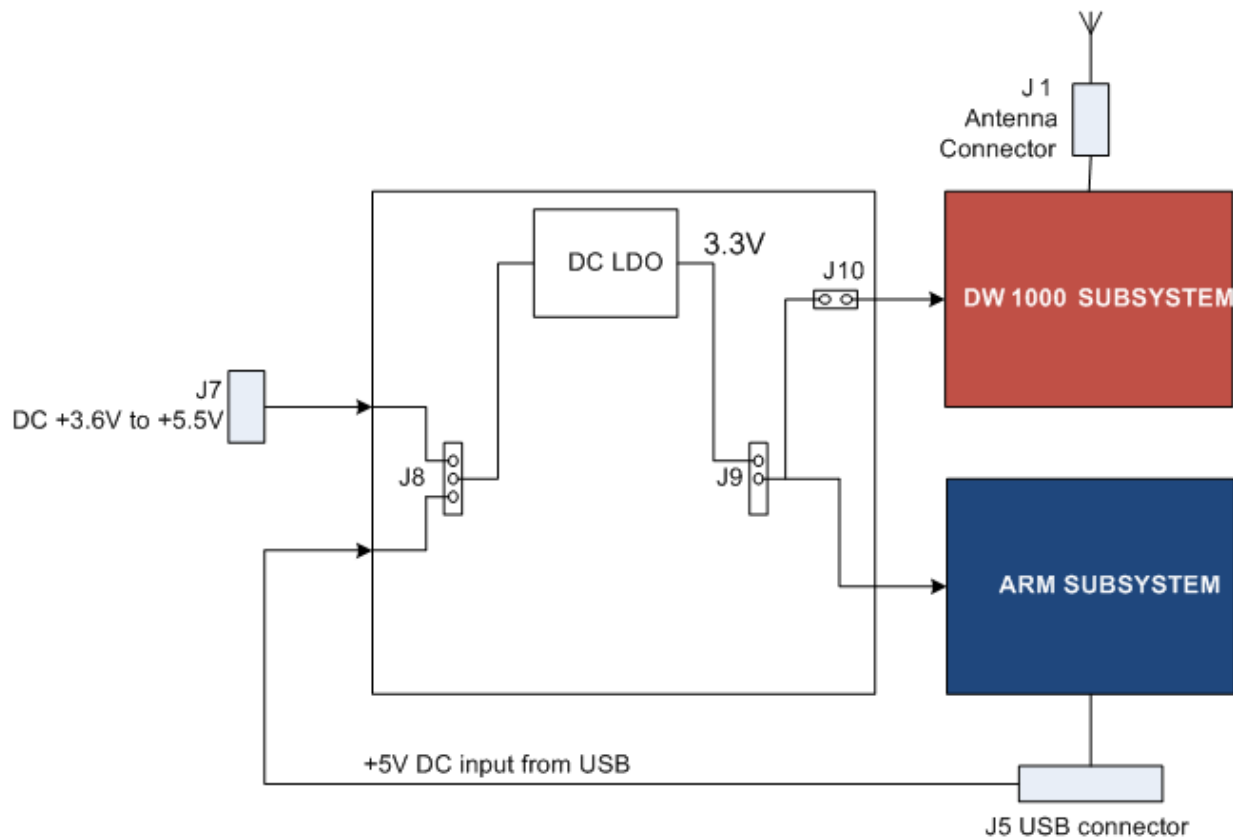 J 1
Antenna
Connector
3.3V
DC LDO
J10
DW 1000 SUBSYSTEM
J7
DC +3.6V to +5.5V
J8
J9
ARM SUBSYSTEM
+5V DC input from USB
J5 USB connector